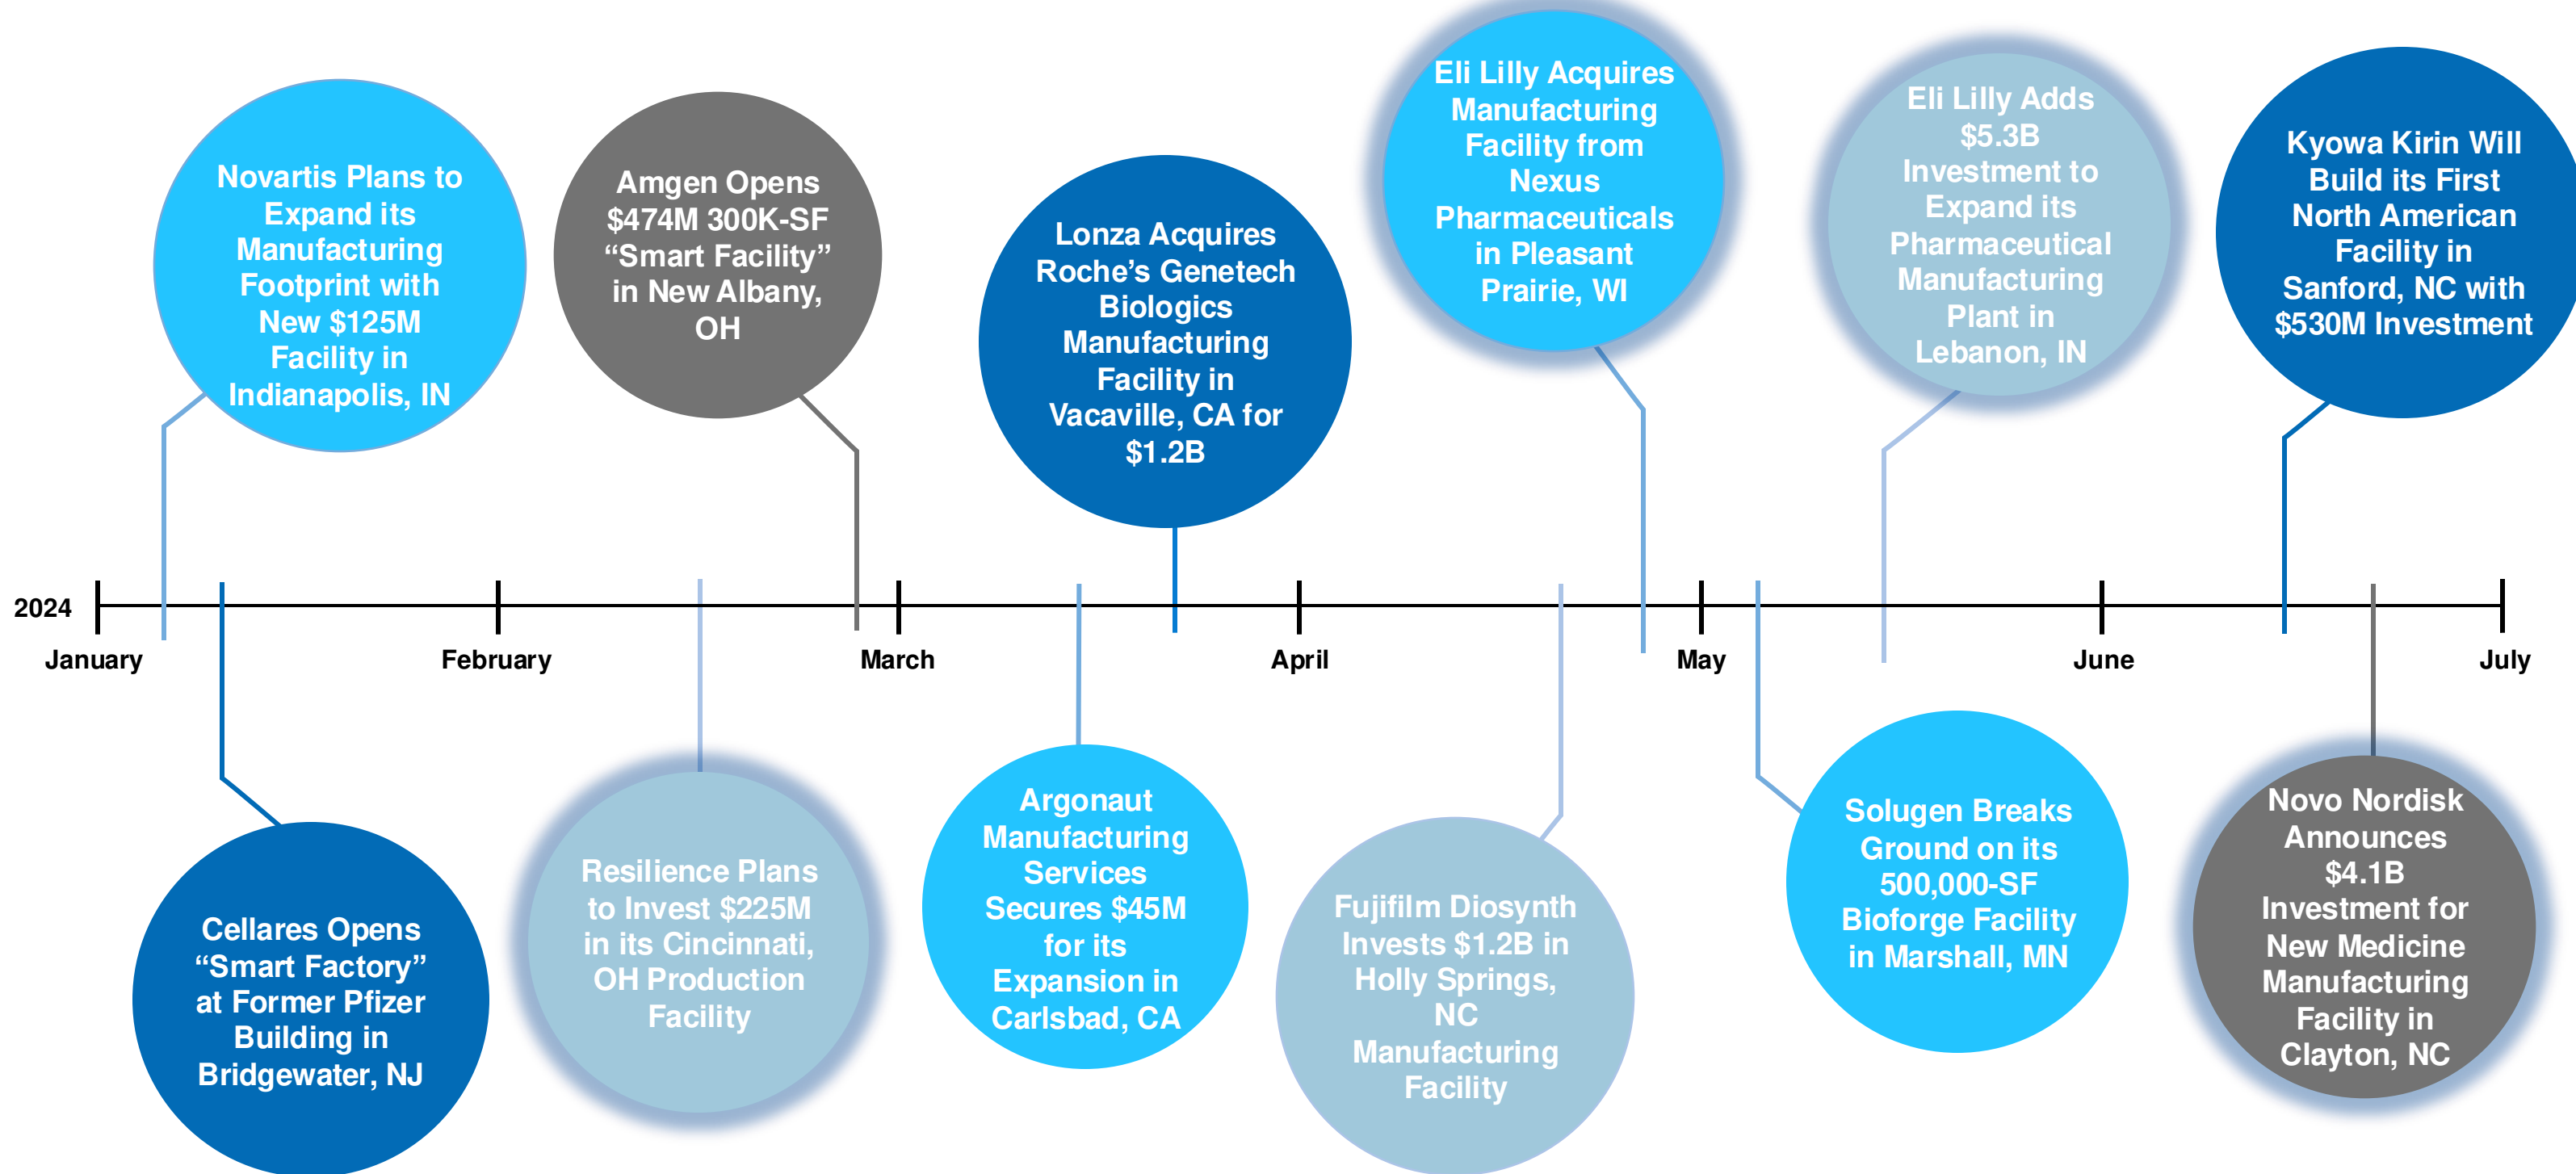 Novartis Plans to
Expand its
Manufacturing
Footprint with
New $125M
Facility in
Indianapolis, IN
Amgen Opens
$474M 300K-SF
“Smart Facility”
in New Albany,
OH
Lonza Acquires
Roche’s Genetech
Biologics
Manufacturing
Facility in
Vacaville, CA for
$1.2B
Eli Lilly Acquires
Manufacturing
Facility from
Nexus
Pharmaceuticals
in Pleasant
Prairie, WI
Eli Lilly Adds
$5.3B
Investment to
Expand its
Pharmaceutical
Manufacturing
Plant in
Lebanon, IN
Kyowa Kirin Will
Build its First
North American
Facility in
Sanford, NC with
$530M Investment
2024
January
February
March
April
May
June
July
Cellares Opens
“Smart Factory”
at Former Pfizer
Building in
Bridgewater, NJ
Resilience Plans
to Invest $225M
in its Cincinnati,
OH Production
Facility
Argonaut
Manufacturing
Services
Secures $45M
for its
Expansion in
Carlsbad, CA
Fujifilm Diosynth
Invests $1.2B in
Holly Springs,
NC
Manufacturing
Facility
Solugen Breaks
Ground on its
500,000-SF
Bioforge Facility
in Marshall, MN
Novo Nordisk
Announces
$4.1B
Investment for
New Medicine
Manufacturing
Facility in
Clayton, NC